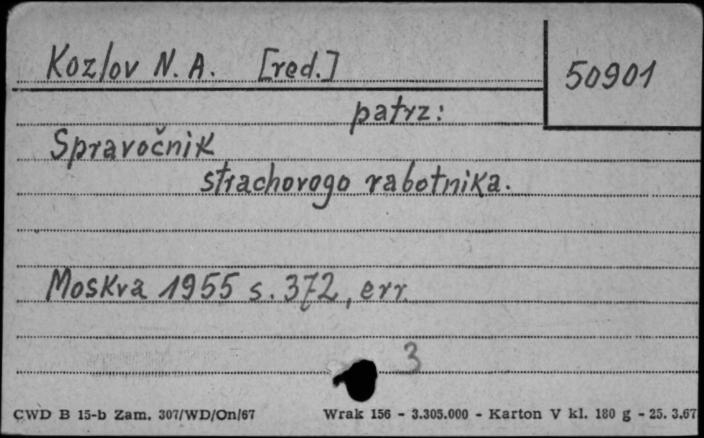 Kozlov N. A. [red.]
50901
patrz:
Spravočnik
strachovogo rabotnika.
Moskva 1955 s. 372, err.
3
CWD B 15-b Zam. 307/WD/On/67 Wrak 156 - 3.305.000 - Karton V kl. 180 g - 25. 3.67